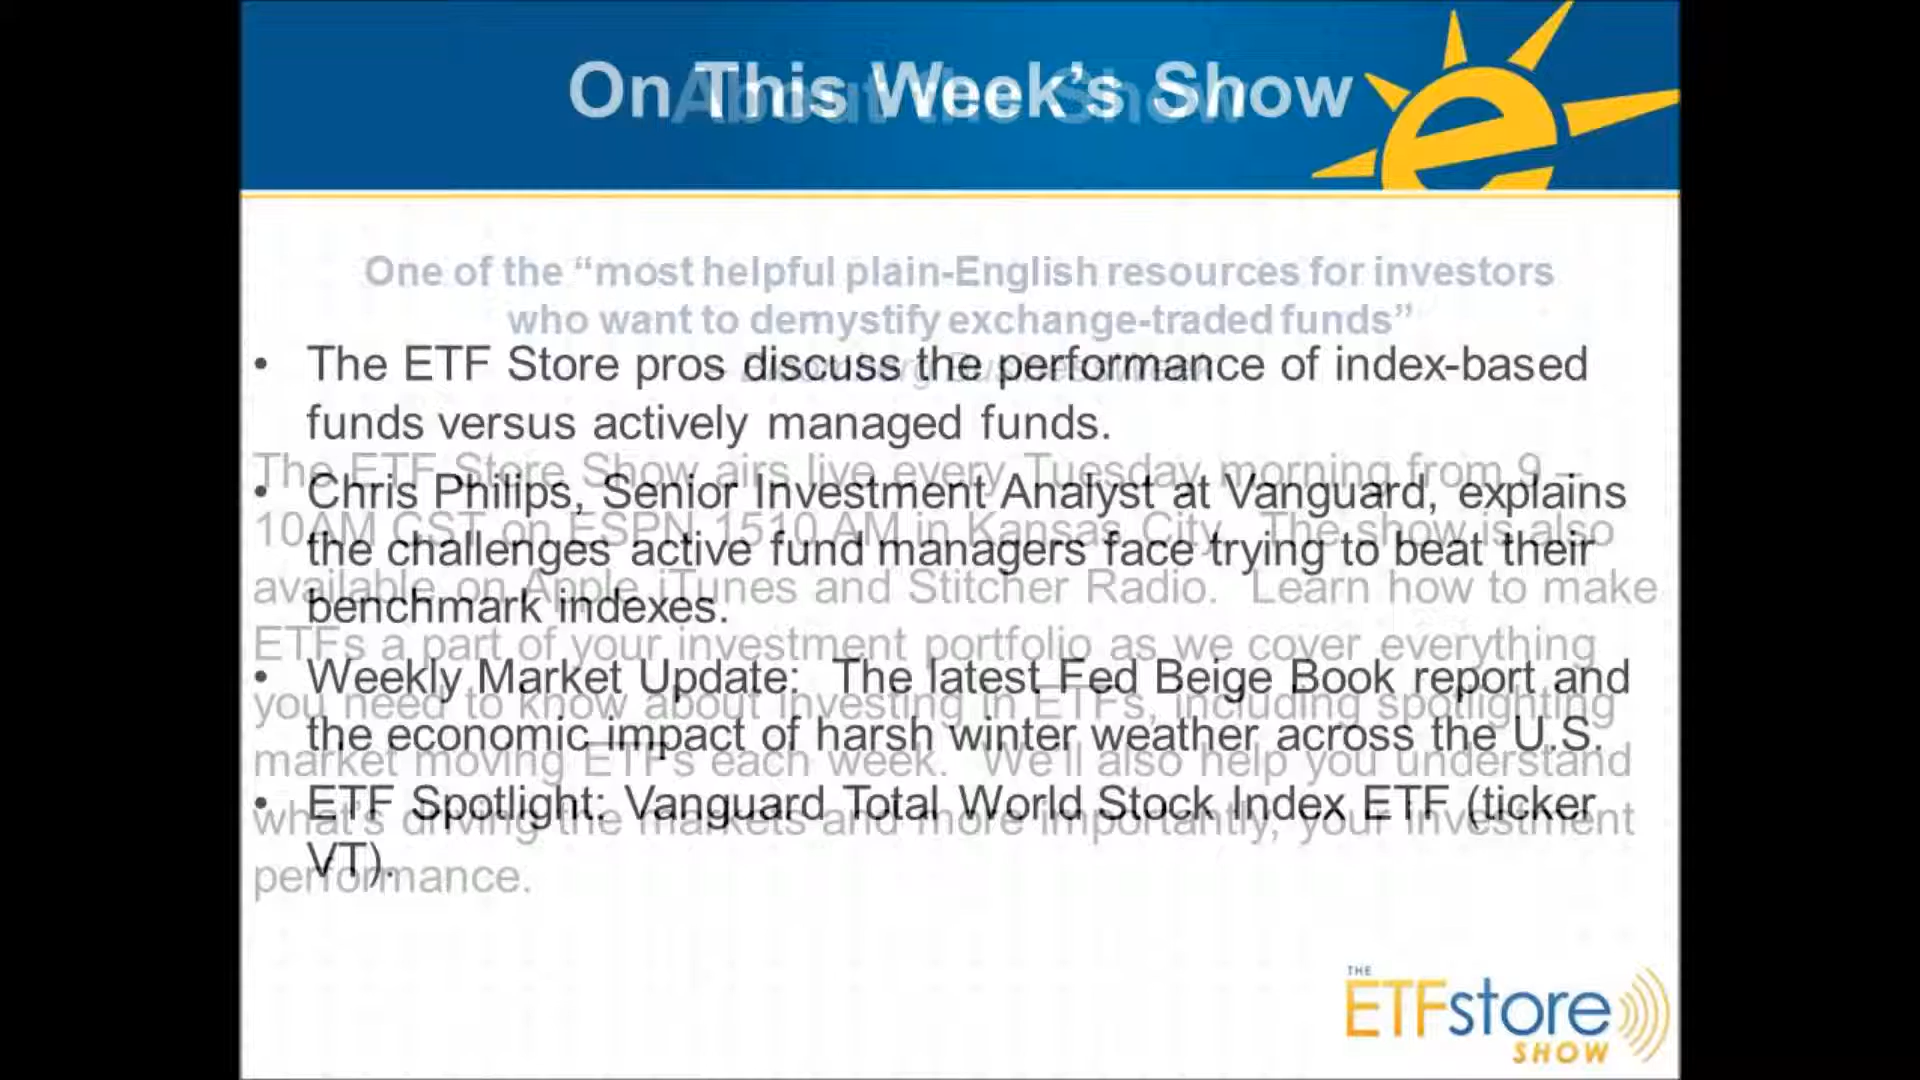 On This Week's Show
About the Show
One of the “most helpful plain-English resources for investors
who want to demystify exchange-traded funds”
Bloomberg Businessweek
• The ETF Store pros discuss the performance of index-based
funds versus actively managed funds.
• Chris Philips, Senior Investment Analyst at Vanguard, explains
the challenges active fund managers face trying to beat their
benchmark indexes.
• Weekly Market Update: The latest Fed Beige Book report and
the economic impact of harsh winter weather across the U.S.
• ETF Spotlight: Vanguard Total World Stock Index ETF (ticker
VT).
The ETF Store Show airs live every Tuesday morning from 9 –
10AM CST on ESPN 1510 AM in Kansas City. The show is also
available on Apple iTunes and Stitcher Radio. Learn how to make
ETFs a part of your investment portfolio as we cover everything
you need to know about investing in ETFs, including spotlighting
market moving ETFs each week. We'll also help you understand
what's driving the markets and more importantly, your investment
performance.
THE
ETFstore
SHOW